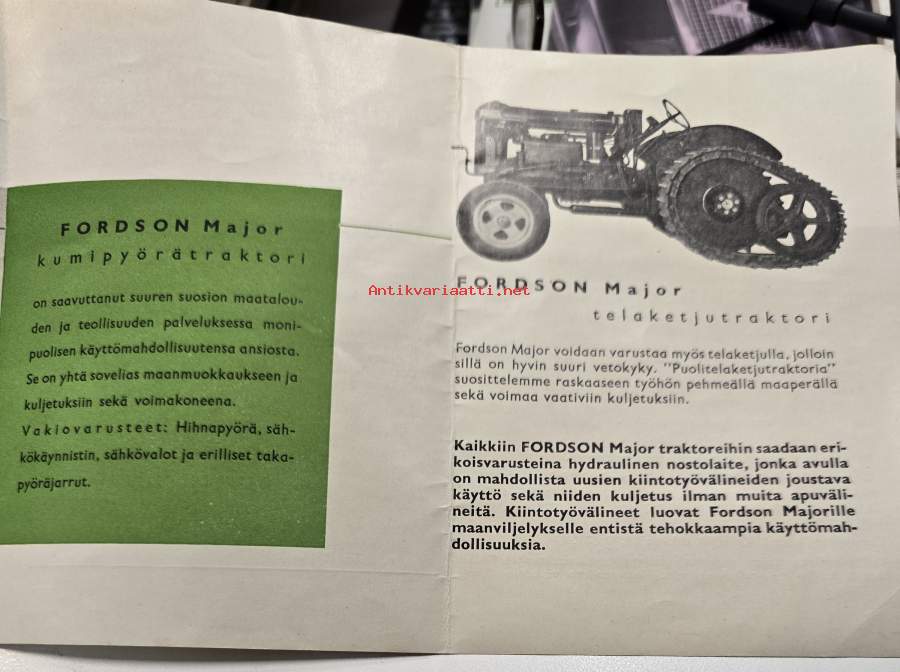 FORDSON Major
kumipyörätraktori
on saavuttanut suuren suosion maatalou-
den ja teollisuuden palveluksessa moni-
puolisen käyttömahdollisuutensa ansiosta.
Se on yhtä sovelias maanmuokkaukseen ja
kuljetuksiin sekä voimakoneena.
Vakiovarusteet: Hihnapyörä, säh-
kökäynnistin, sähkövalot ja erilliset taka-
pyöräjarrut.
Antikvariaatti.net
FORDSON Major
telaketjutraktori
Fordson Major voidaan varustaa myös telaketjulla, jolloin
sillä on hyvin suuri vetokyky. "Puolitelaketjutraktoria"
suosittelemme raskaaseen työhön pehmeällä maaperällä
sekä voimaa vaativiin kuljetuksiin.
Kaikkiin FORDSON Major traktoreihin saadaan eri-
koisvarusteina hydraulinen nostolaite, jonka avulla
on mahdollista uusien kiintotyövälineiden joustava
käyttö sekä niiden kuljetus ilman muita apuväli-
neitä. Kiintotyövälineet luovat Fordson Majorille
maanviljelykselle entistä tehokkaampia käyttömah-
dollisuuksia.